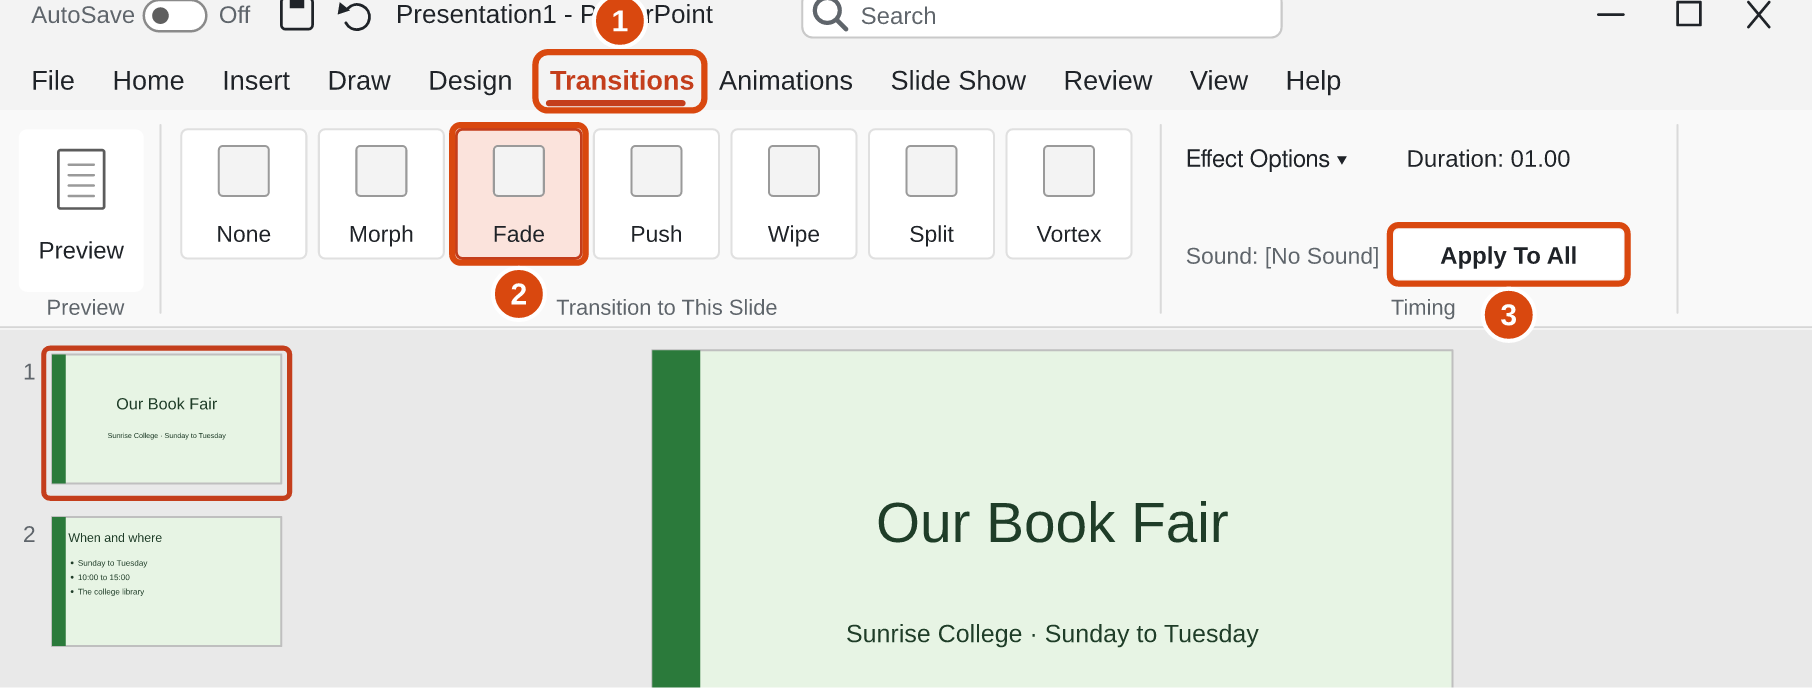 AutoSave Off Presentation1 - P rPoint Search
1
File Home Insert Draw Design Transitions Animations Slide Show Review View Help
Preview
None Morph Fade Push Wipe Split Vortex
Effect Options ▾ Duration: 01.00
Sound: [No Sound] Apply To All
Preview 2 Transition to This Slide Timing 3
1
Our Book Fair
Sunrise College · Sunday to Tuesday
2
When and where
• Sunday to Tuesday
• 10:00 to 15:00
• The college library
Our Book Fair
Sunrise College · Sunday to Tuesday